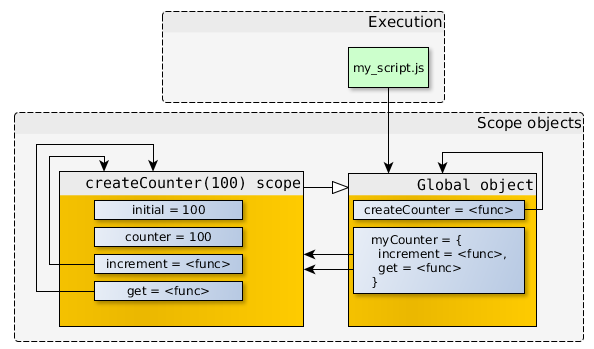 Execution
my_script.js
Scope objects
createCounter(100) scope
initial = 100
counter = 100
increment = <func>
get = <func>
Global object
createCounter = <func>
myCounter = {
increment = <func>,
get = <func>
}